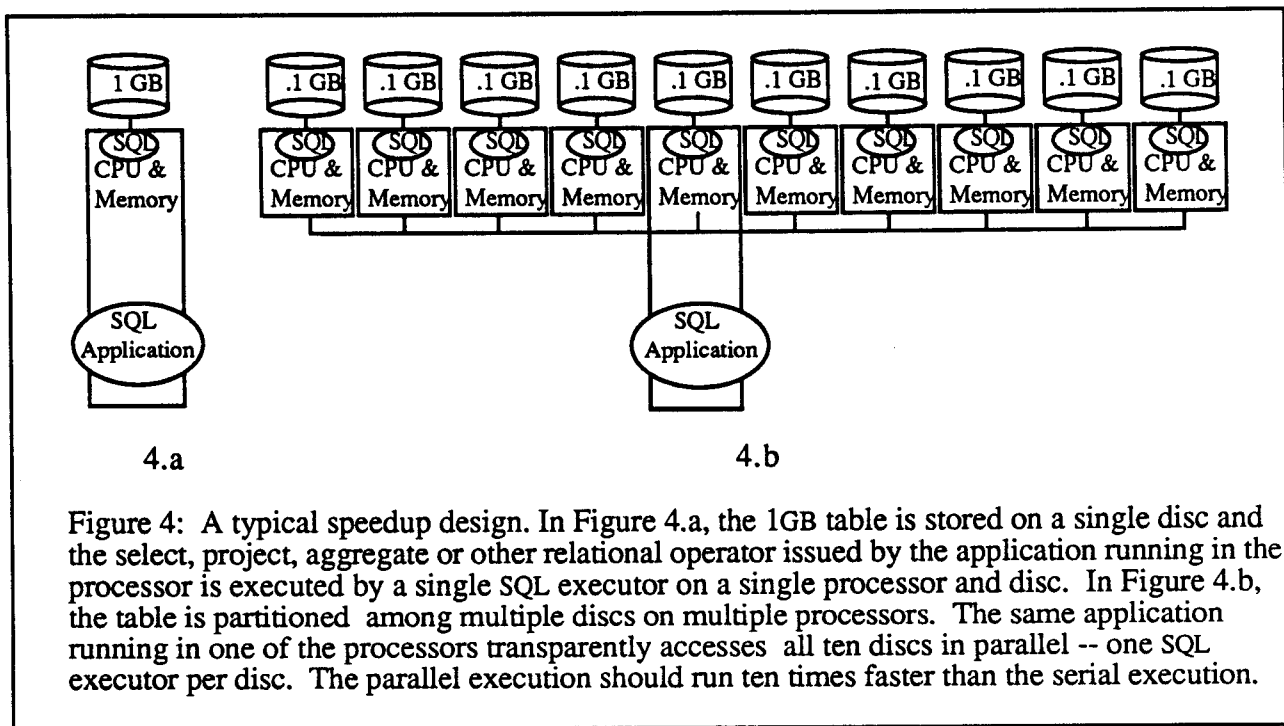 1 GB .1 GB .1 GB .1 GB .1 GB .1 GB .1 GB .1 GB .1 GB .1 GB .1 GB
SQL SQL SQL SQL SQL SQL SQL SQL SQL SQL SQL
CPU & CPU & CPU & CPU & CPU & CPU & CPU & CPU & CPU & CPU & CPU &
Memory Memory Memory Memory Memory Memory Memory Memory Memory Memory Memory
SQL SQL
Application Application
4.a 4.b
Figure 4: A typical speedup design. In Figure 4.a, the 1GB table is stored on a single disc and
the select, project, aggregate or other relational operator issued by the application running in the
processor is executed by a single SQL executor on a single processor and disc. In Figure 4.b,
the table is partitioned among multiple discs on multiple processors. The same application
running in one of the processors transparently accesses all ten discs in parallel -- one SQL
executor per disc. The parallel execution should run ten times faster than the serial execution.